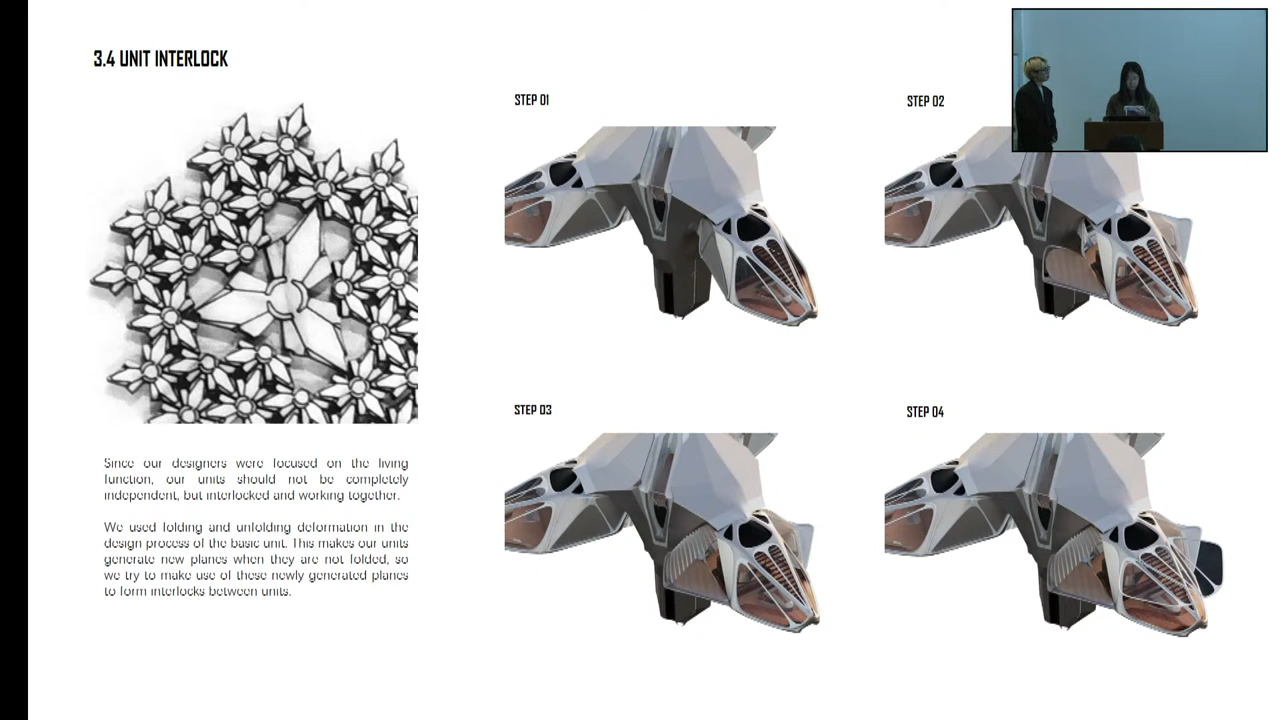 3.4 UNIT INTERLOCK
STEP 01
STEP 02
STEP 03
STEP 04
Since our designers were focused on the living
function, our units should not be completely
independent, but interlocked and working together.
We used folding and unfolding deformation in the
design process of the basic unit. This makes our units
generate new planes when they are not folded, so
we try to make use of these newly generated planes
to form interlocks between units.